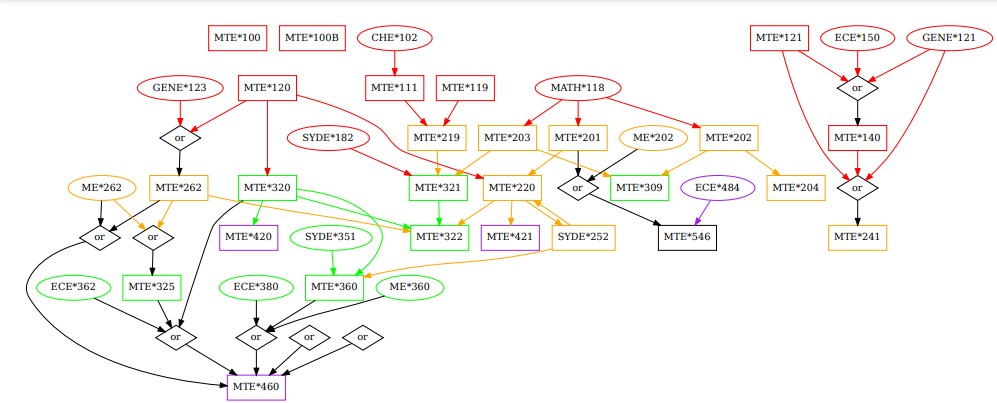 MTE*100
MTE*100B
CHE*102
MTE*121
ECE*150
GENE*121
GENE*123
MTE*120
MTE*111
MTE*119
MATH*118
or
or
SYDE*182
MTE*219
MTE*203
MTE*201
ME*202
MTE*202
MTE*140
ME*262
MTE*262
MTE*320
MTE*321
MTE*220
or
MTE*309
ECE*484
MTE*204
or
or
or
MTE*420
SYDE*351
MTE*322
MTE*421
SYDE*252
MTE*546
MTE*241
ECE*362
MTE*325
ECE*380
MTE*360
ME*360
or
or
or
or
MTE*460